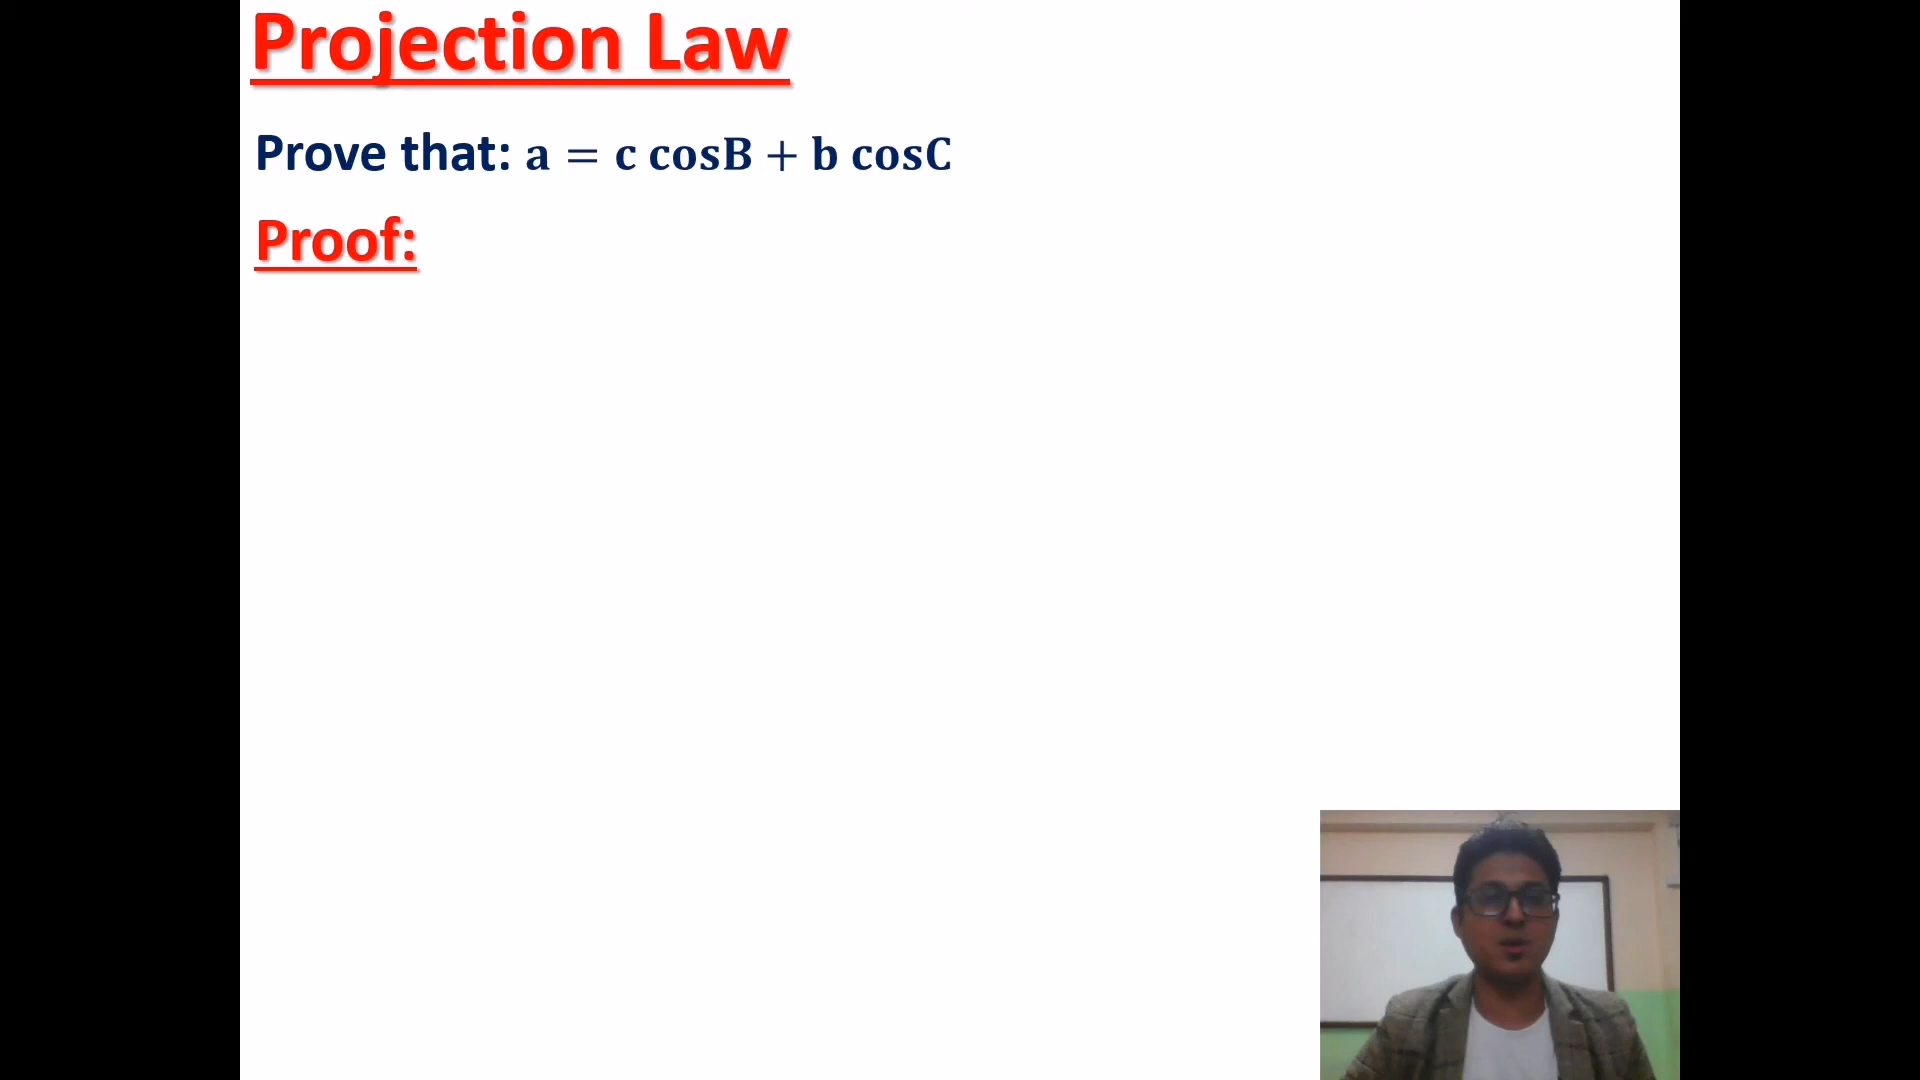 Projection Law
Prove that: a = c cosB + b cosC
Proof: